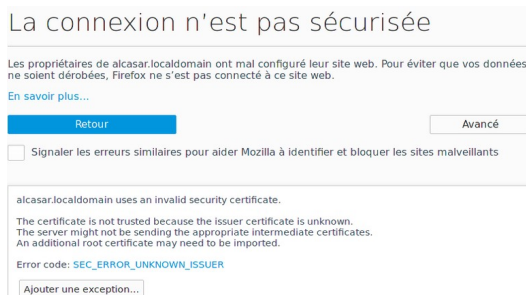 La connexion n'est pas sécurisée
Les propriétaires de alcasar.localdomain ont mal configuré leur site web. Pour éviter que vos données
ne soient dérobées, Firefox ne s'est pas connecté à ce site web.
En savoir plus...
Retour
Avancé
Signaler les erreurs similaires pour aider Mozilla à identifier et bloquer les sites malveillants
alcasar.localdomain uses an invalid security certificate.
The certificate is not trusted because the issuer certificate is unknown.
The server might not be sending the appropriate intermediate certificates.
An additional root certificate may need to be imported.
Error code: SEC_ERROR_UNKNOWN_ISSUER
Ajouter une exception...